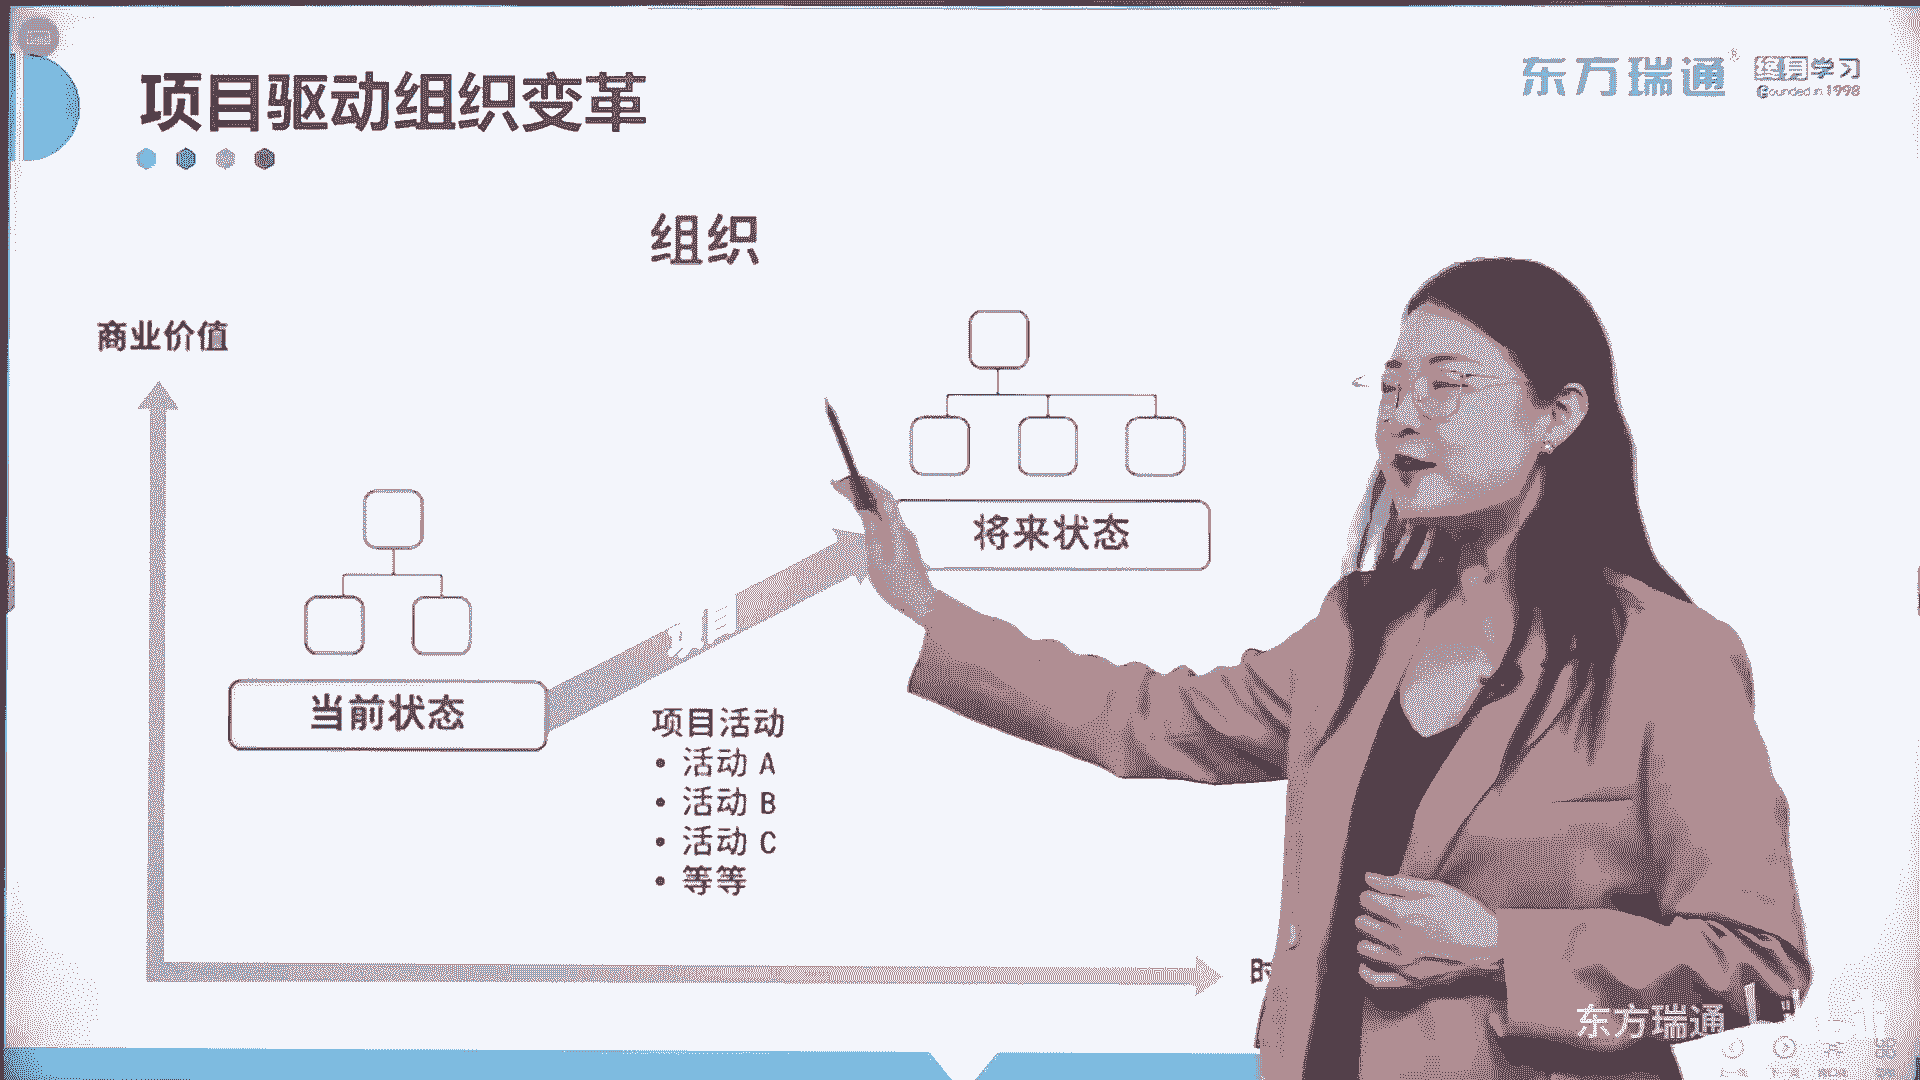 项目驱动组织变革
东方瑞通®
终身学习
Founded in 1998
组织
商业价值
将来状态
当前状态
项目活动
• 活动 A
• 活动 B
• 活动 C
• 等等
时
东方瑞通